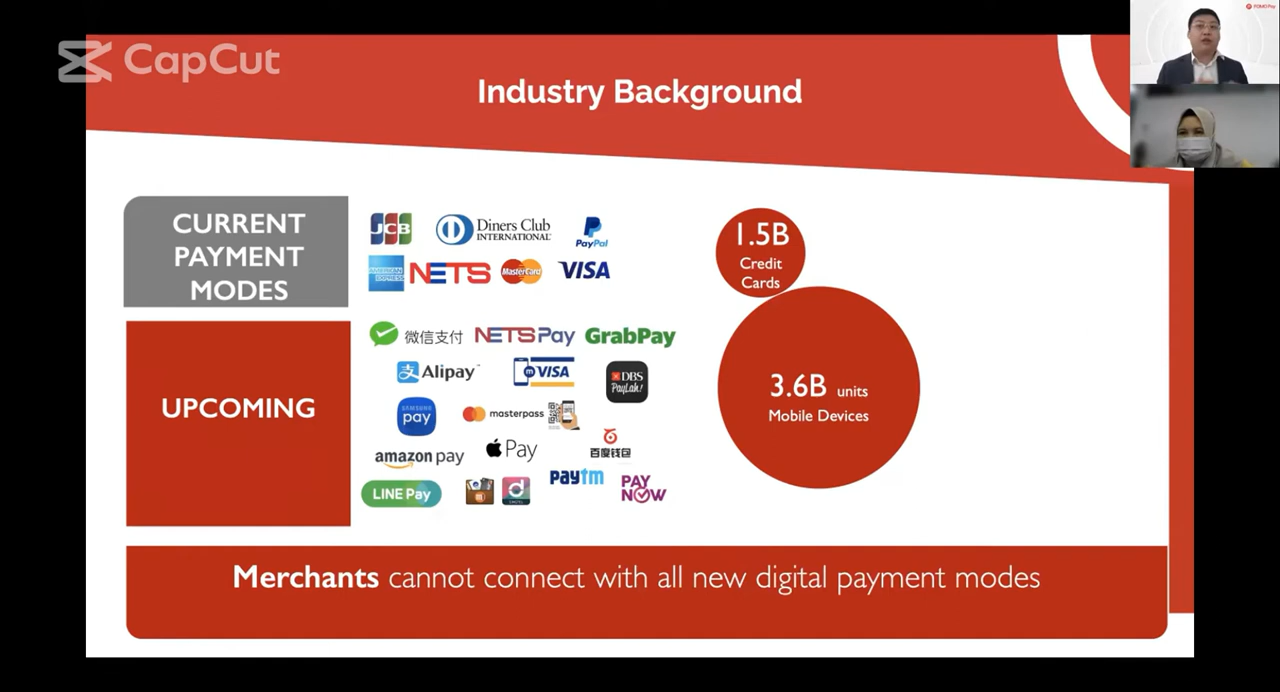 CapCut
FOMO Pay
Industry Background
CURRENT
PAYMENT
MODES
JCB
Diners Club
INTERNATIONAL
PayPal
AMERICAN
EXPRESS
NETS
MasterCard
VISA
1.5B
Credit
Cards
UPCOMING
微信支付
NETSPay
GrabPay
支
Alipay
m
VISA
DBS
PayLah!
SAMSUNG
pay
masterpass
amazon pay
Pay
百度钱包
LINE Pay
paytm
PAY
NOW
3.6B units
Mobile Devices
Merchants cannot connect with all new digital payment modes